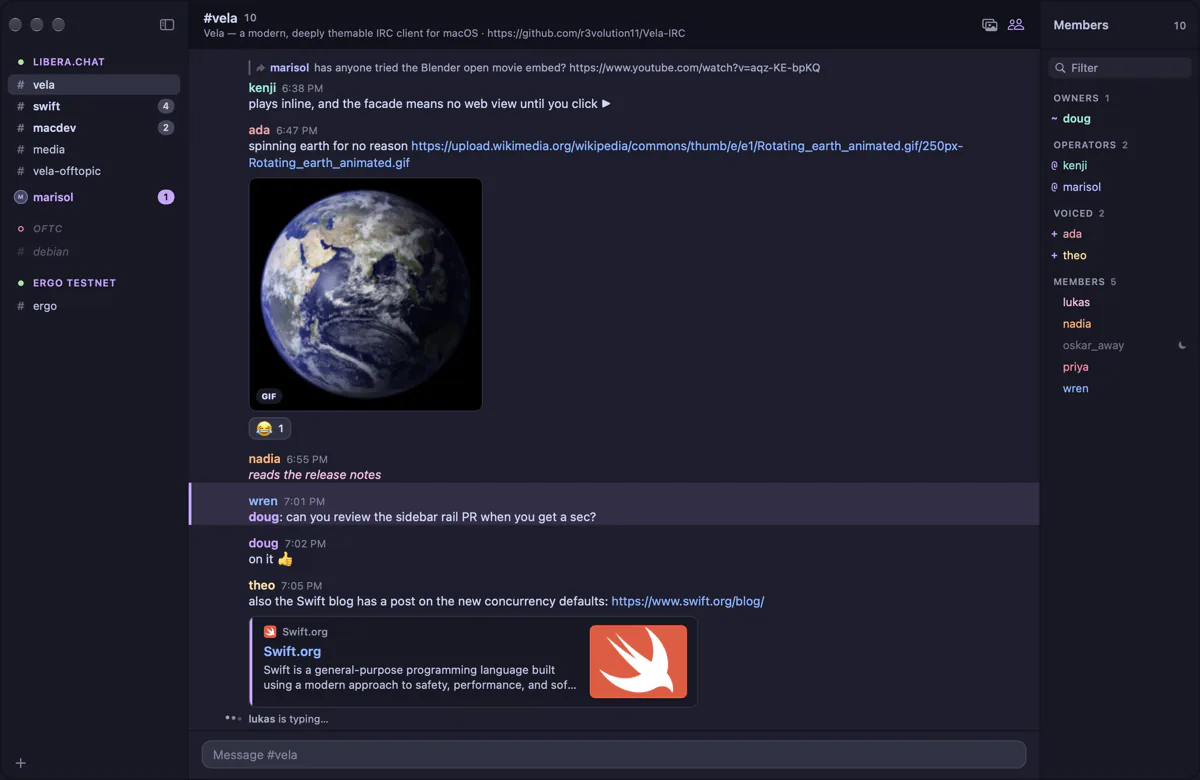 LIBERA.CHAT
# vela
# swift 4
# macdev 2
# media
# vela-offtopic
M marisol 1
OFTC
# debian
ERGO TESTNET
# ergo
+
#vela 10
Vela — a modern, deeply themable IRC client for macOS · https://github.com/r3volution11/Vela-IRC
marisol has anyone tried the Blender open movie embed? https://www.youtube.com/watch?v=aqz-KE-bpKQ
kenji 6:38 PM
plays inline, and the facade means no web view until you click ▶
ada 6:47 PM
spinning earth for no reason https://upload.wikimedia.org/wikipedia/commons/thumb/e/e1/Rotating_earth_animated.gif/250px-
Rotating_earth_animated.gif
GIF
😂 1
nadia 6:55 PM
reads the release notes
wren 7:01 PM
doug: can you review the sidebar rail PR when you get a sec?
doug 7:02 PM
on it 👍
theo 7:05 PM
also the Swift blog has a post on the new concurrency defaults: https://www.swift.org/blog/
Swift.org
Swift.org
Swift is a general-purpose programming language built
using a modern approach to safety, performance, and sof...
lukas is typing...
Message #vela
Members 10
Filter
OWNERS 1
~ doug
OPERATORS 2
@ kenji
@ marisol
VOICED 2
+ ada
+ theo
MEMBERS 5
lukas
nadia
oskar_away
priya
wren